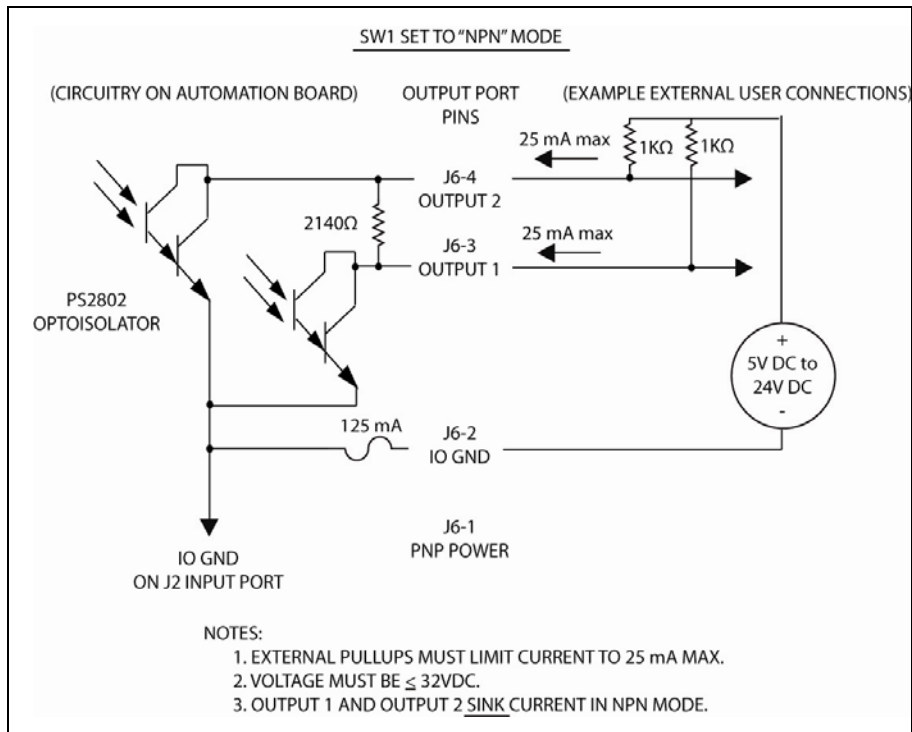 SW1 SET TO “NPN” MODE
(CIRCUITRY ON AUTOMATION BOARD)
OUTPUT PORT
PINS
(EXAMPLE EXTERNAL USER CONNECTIONS)
25 mA max
1KΩ
1KΩ
J6-4
OUTPUT 2
2140Ω
25 mA max
J6-3
OUTPUT 1
PS2802
OPTOISOLATOR
+
5V DC to
24V DC
-
125 mA
J6-2
IO GND
J6-1
PNP POWER
IO GND
ON J2 INPUT PORT
NOTES:
1. EXTERNAL PULLUPS MUST LIMIT CURRENT TO 25 mA MAX.
2. VOLTAGE MUST BE ≤ 32VDC.
3. OUTPUT 1 AND OUTPUT 2 SINK CURRENT IN NPN MODE.